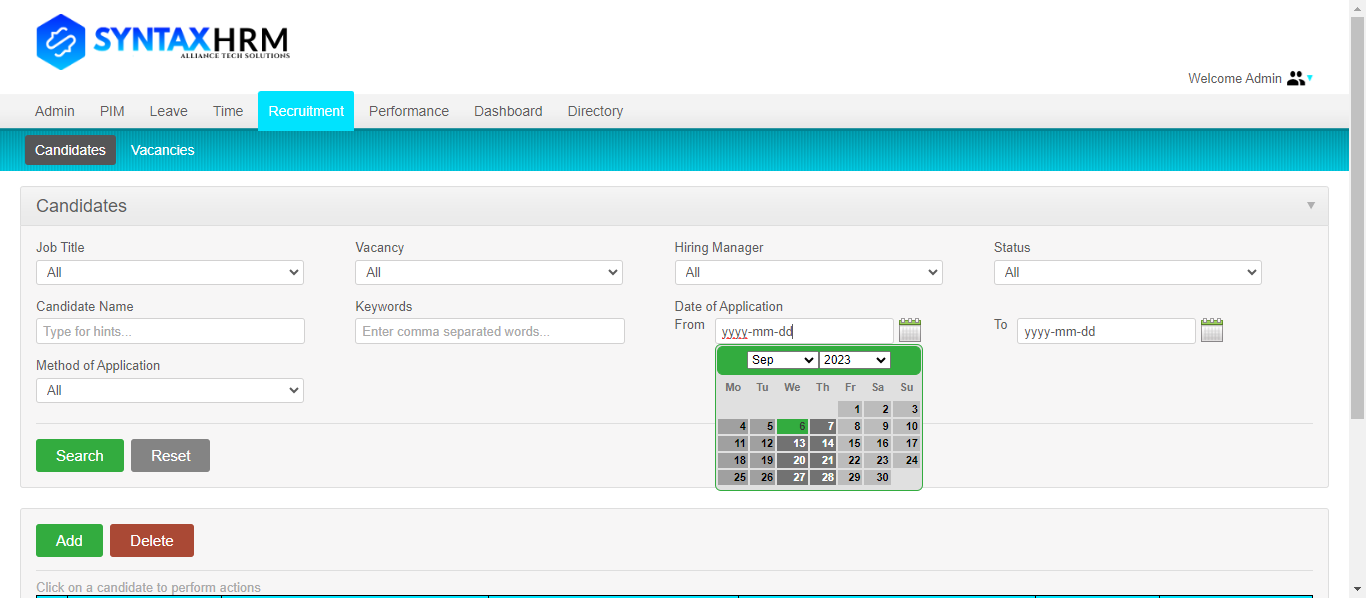 SYNTAXHRM
ALLIANCE TECH SOLUTIONS
Welcome Admin
Admin PIM Leave Time Recruitment Performance Dashboard Directory
Candidates Vacancies
Candidates
Job Title Vacancy Hiring Manager Status
All All All All
Candidate Name Keywords Date of Application
Type for hints... Enter comma separated words... From yyyy-mm-dd To yyyy-mm-dd
Method of Application
All
Sep 2023
Mo Tu We Th Fr Sa Su
1 2 3
4 5 6 7 8 9 10
11 12 13 14 15 16 17
18 19 20 21 22 23 24
25 26 27 28 29 30
Search Reset
Add Delete
Click on a candidate to perform actions